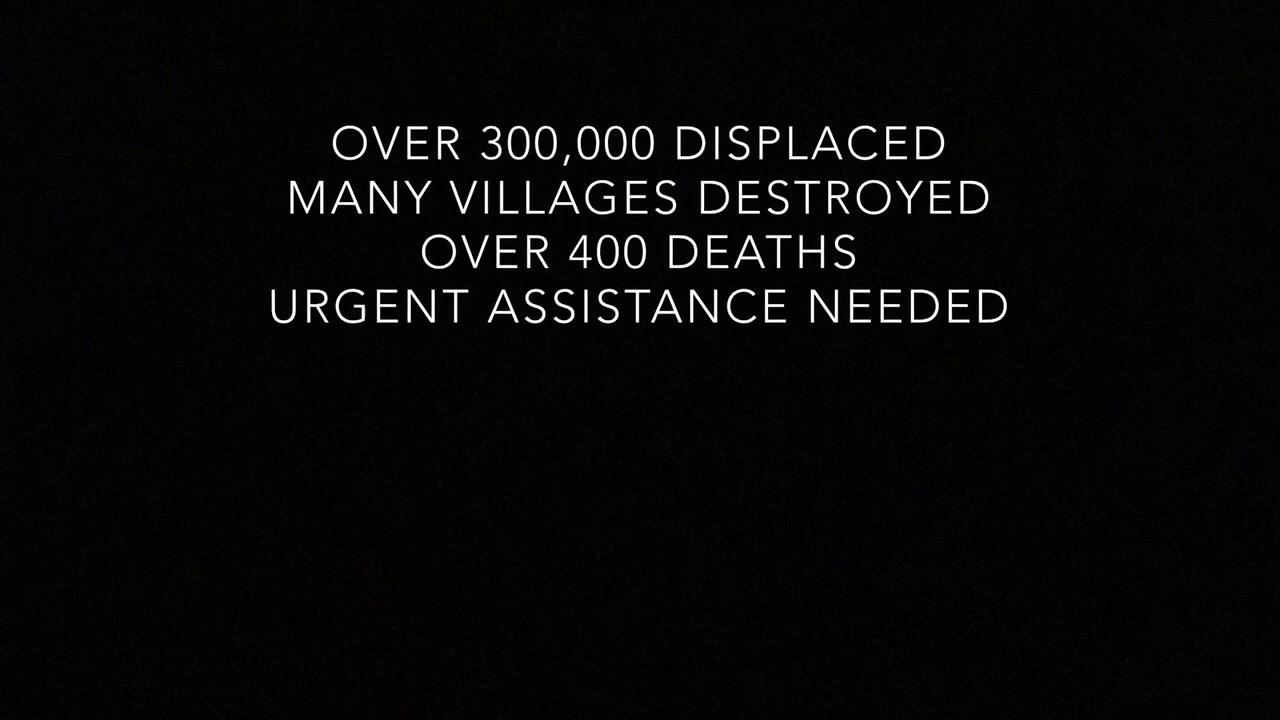 OVER 300,000 DISPLACED
MANY VILLAGES DESTROYED
OVER 400 DEATHS
URGENT ASSISTANCE NEEDED